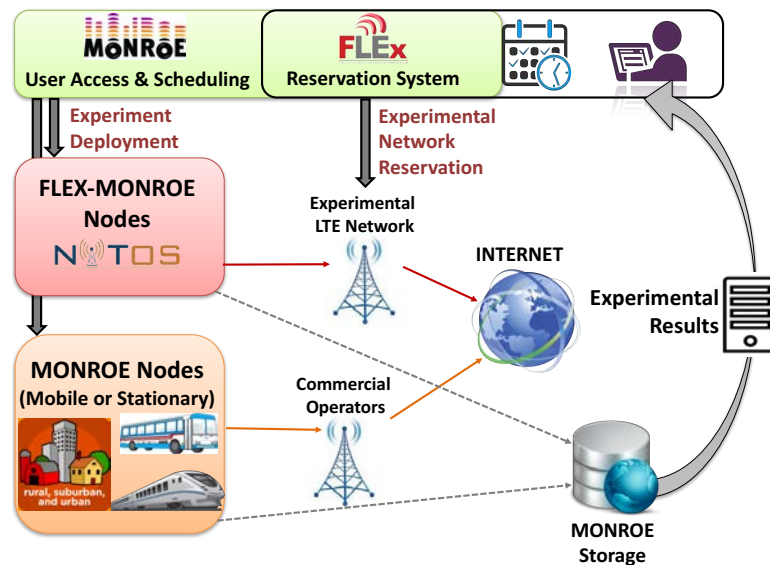 MONROE
FLEx
User Access & Scheduling
Reservation System
Experiment
Deployment
Experimental
Network
Reservation
FLEX-MONROE
Nodes
NITOS
Experimental
LTE Network
INTERNET
Experimental
Results
MONROE Nodes
(Mobile or Stationary)
Commercial
Operators
rural, suburban,
and urban
MONROE
Storage